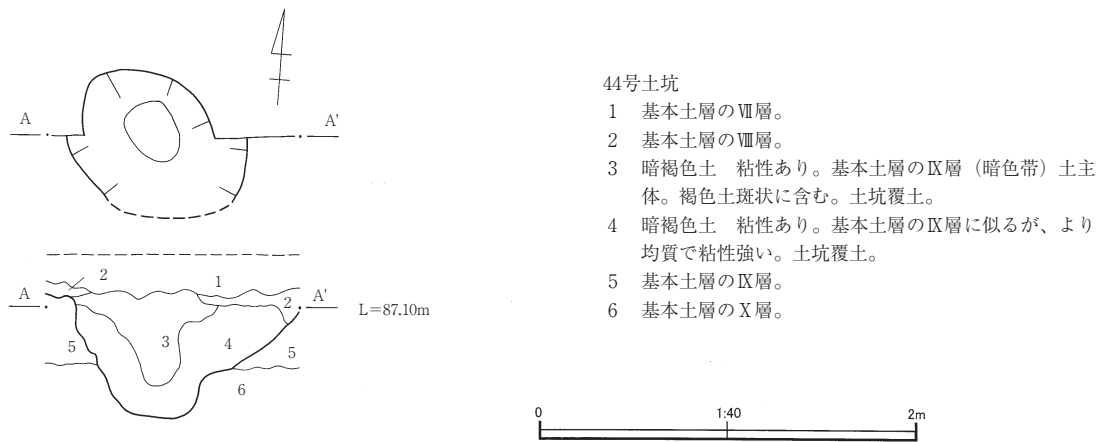 A
A'
2
1
A
2
A'
L=87.10m
3
4
5
5
6
44号土坑
1 基本土層のⅦ層。
2 基本土層のⅧ層。
3 暗褐色土 粘性あり。基本土層のⅨ層（暗色帯）土主
体。褐色土斑状に含む。土坑覆土。
4 暗褐色土 粘性あり。基本土層のⅨ層に似るが、より
均質で粘性強い。土坑覆土。
5 基本土層のⅨ層。
6 基本土層のⅩ層。
0 1:40 2m